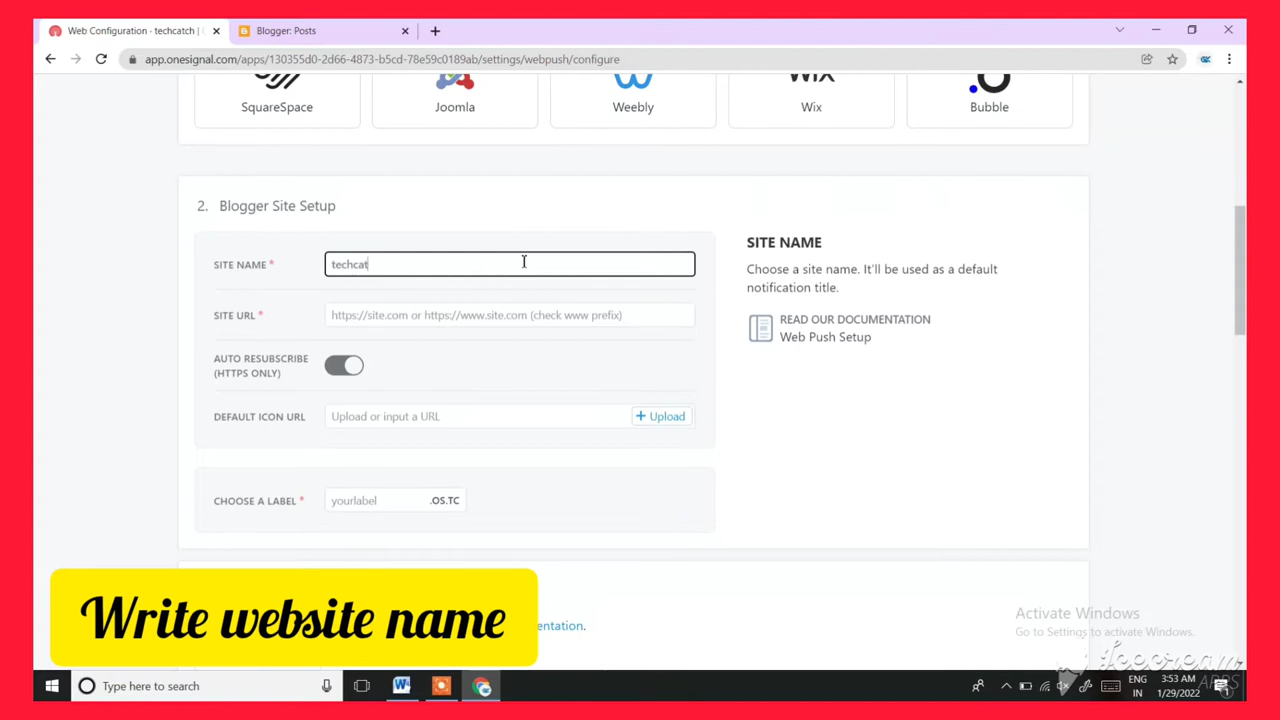 Web Configuration - techcatch |
Blogger: Posts
app.onesignal.com/apps/130355d0-2d66-4873-b5cd-78e59c0189ab/settings/webpush/configure
SquareSpace
Joomla
Weebly
Wix
Bubble
2. Blogger Site Setup
SITE NAME *
techcat
SITE URL *
https://site.com or https://www.site.com (check www prefix)
AUTO RESUBSCRIBE
(HTTPS ONLY)
DEFAULT ICON URL
Upload or input a URL
+ Upload
CHOOSE A LABEL *
yourlabel
.OS.TC
SITE NAME
Choose a site name. It'll be used as a default
notification title.
READ OUR DOCUMENTATION
Web Push Setup
Write website name
entation.
Activate Windows
Go to Settings to activate Windows.
Icecream
APPS
Type here to search
ENG
IN
3:53 AM
1/29/2022